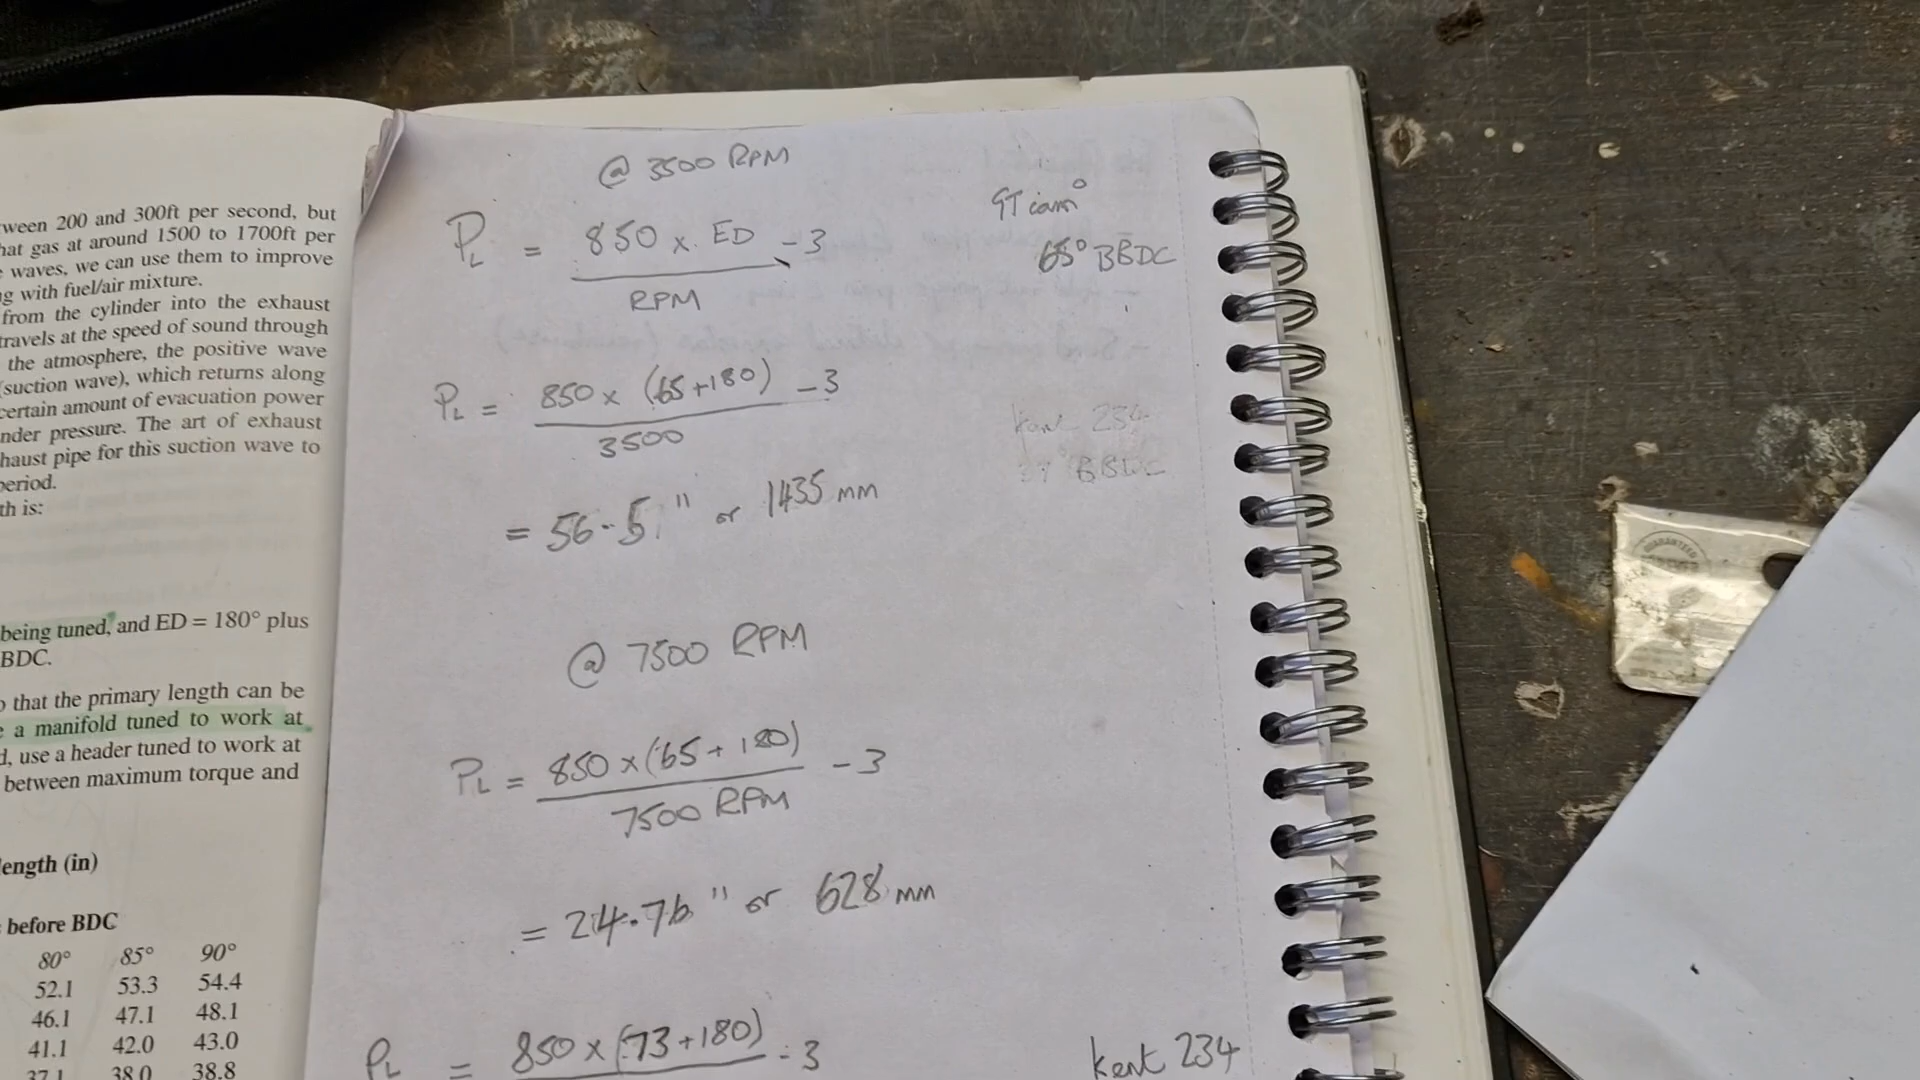 ween 200 and 300ft per second, but
hat gas at around 1500 to 1700ft per
waves, we can use them to improve
g with fuel/air mixture.
from the cylinder into the exhaust
travels at the speed of sound through
the atmosphere, the positive wave
(suction wave), which returns along
certain amount of evacuation power
nder pressure. The art of exhaust
haust pipe for this suction wave to
period.
th is:
being tuned, and ED = 180° plus
BDC.
that the primary length can be
a manifold tuned to work at
d, use a header tuned to work at
between maximum torque and
length (in)
before BDC
80° 85° 90°
52.1 53.3 54.4
46.1 47.1 48.1
41.1 42.0 43.0
37.1 38.0 38.8
@ 3500 RPM
PL = 850 x ED - 3
RPM
GT cam°
65° BBDC
PL = 850 x (65+180) - 3
3500
Kent 234
BBDC
= 56.5" or 1435 mm
@ 7500 RPM
PL = 850 x (65+180) - 3
7500 RPM
= 24.76" or 628 mm
PL = 850 x (73+180) - 3
Kent 234
GUARANTEED